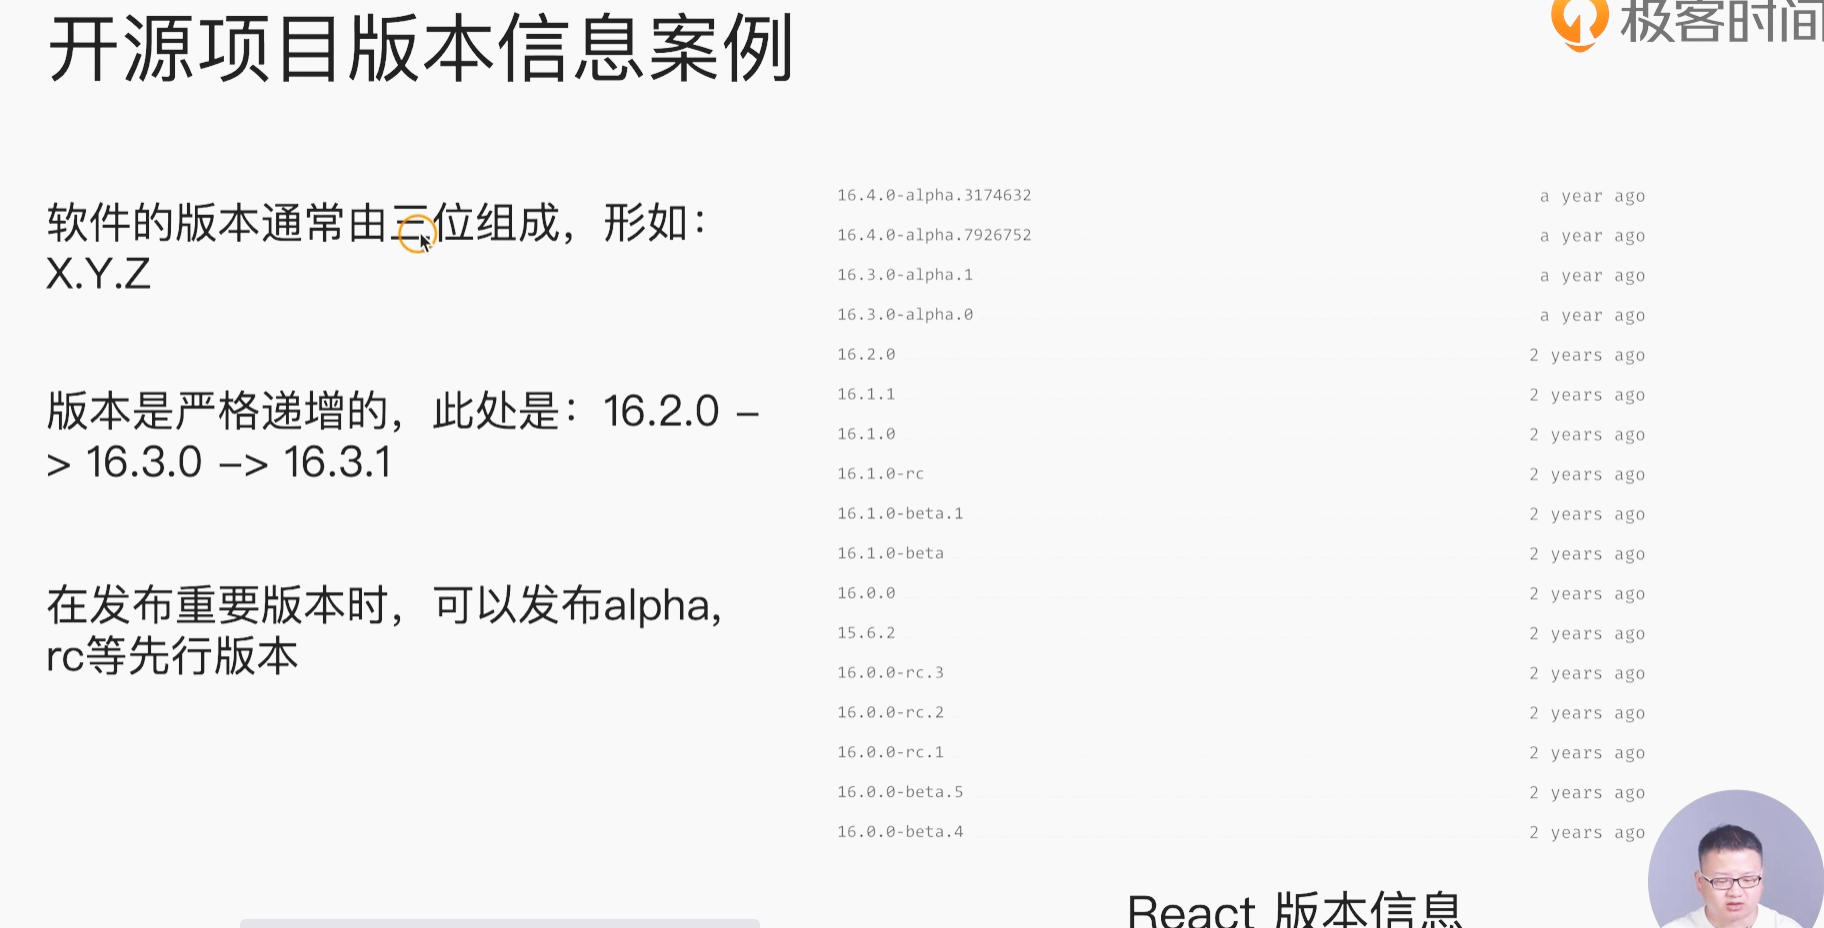 开源项目版本信息案例
极客时间
软件的版本通常由三位组成，形如：
X.Y.Z
版本是严格递增的，此处是：16.2.0 –
> 16.3.0 –> 16.3.1
在发布重要版本时，可以发布alpha,
rc等先行版本
16.4.0-alpha.3174632 a year ago
16.4.0-alpha.7926752 a year ago
16.3.0-alpha.1 a year ago
16.3.0-alpha.0 a year ago
16.2.0 2 years ago
16.1.1 2 years ago
16.1.0 2 years ago
16.1.0-rc 2 years ago
16.1.0-beta.1 2 years ago
16.1.0-beta 2 years ago
16.0.0 2 years ago
15.6.2 2 years ago
16.0.0-rc.3 2 years ago
16.0.0-rc.2 2 years ago
16.0.0-rc.1 2 years ago
16.0.0-beta.5 2 years ago
16.0.0-beta.4 2 years ago
React 版本信息